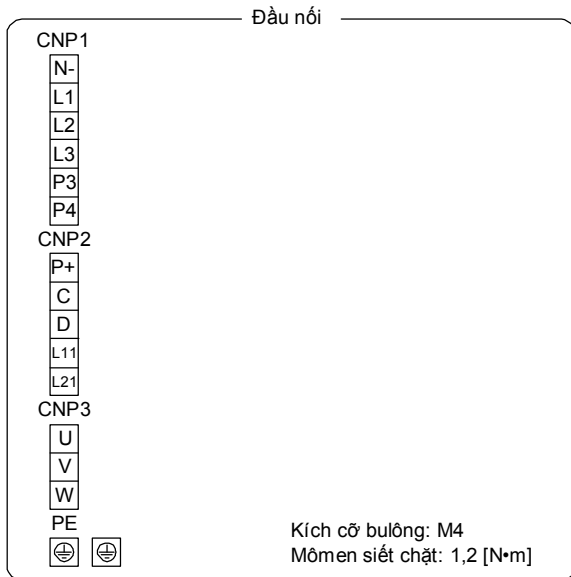 Đầu nối
CNP1
N-
L1
L2
L3
P3
P4
CNP2
P+
C
D
L11
L21
CNP3
U
V
W
PE
Kích cỡ bulông: M4
Mômen siết chặt: 1,2 [N•m]